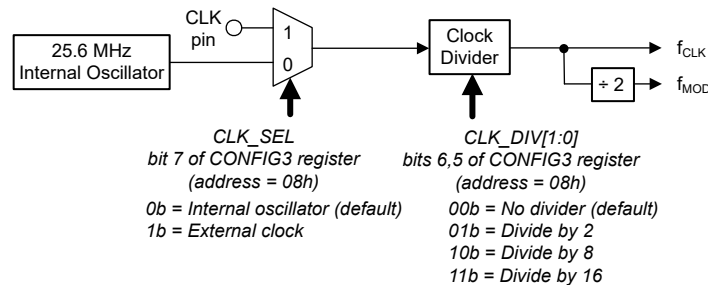 CLK
pin
25.6 MHz
Internal Oscillator
1
0
Clock
Divider
fCLK
÷ 2
fMOD
CLK_SEL
bit 7 of CONFIG3 register
(address = 08h)
0b = Internal oscillator (default)
1b = External clock
CLK_DIV[1:0]
bits 6,5 of CONFIG3 register
(address = 08h)
00b = No divider (default)
01b = Divide by 2
10b = Divide by 8
11b = Divide by 16